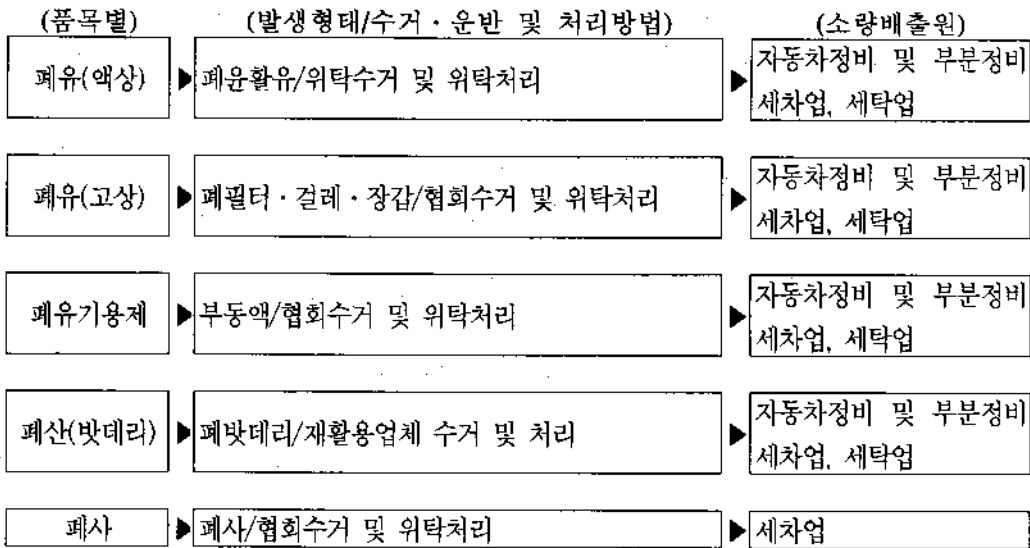 (품목별) (발생형태/수거·운반 및 처리방법) (소량배출원)
폐유(액상) ▶ 폐윤활유/위탁수거 및 위탁처리 ▶ 자동차정비 및 부분정비
세차업, 세탁업
폐유(고상) ▶ 폐필터·걸레·장갑/협회수거 및 위탁처리 ▶ 자동차정비 및 부분정비
세차업, 세탁업
폐유기용제 ▶ 부동액/협회수거 및 위탁처리 ▶ 자동차정비 및 부분정비
세차업, 세탁업
폐산(밧데리) ▶ 폐밧데리/재활용업체 수거 및 처리 ▶ 자동차정비 및 부분정비
세차업, 세탁업
폐사 ▶ 폐사/협회수거 및 위탁처리 ▶ 세차업